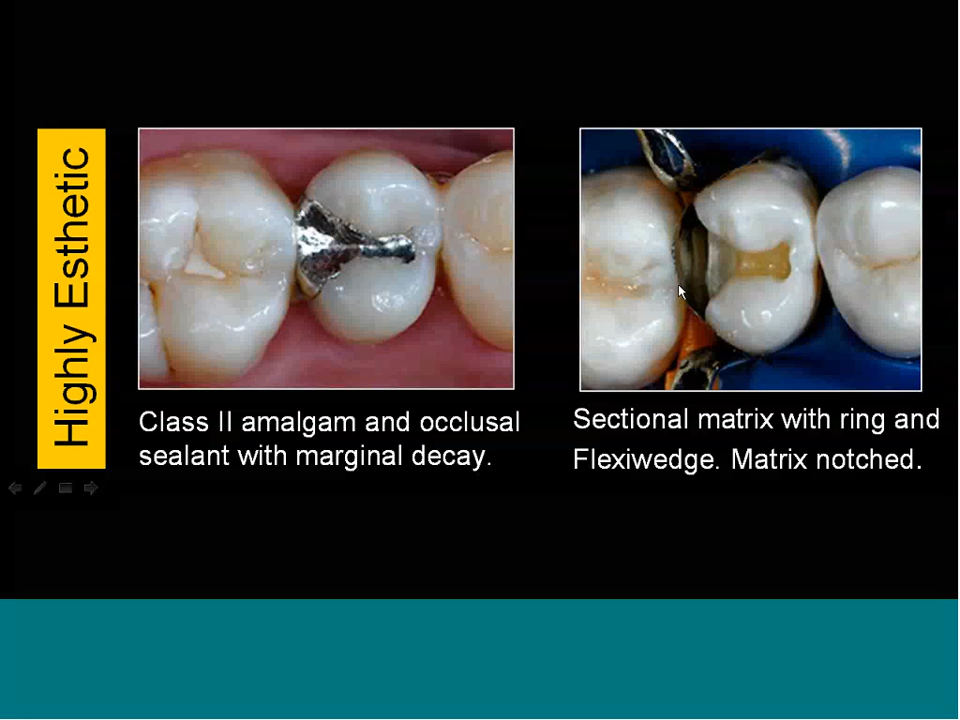 Highly Esthetic
Class II amalgam and occlusal
sealant with marginal decay.
Sectional matrix with ring and
Flexiwedge. Matrix notched.